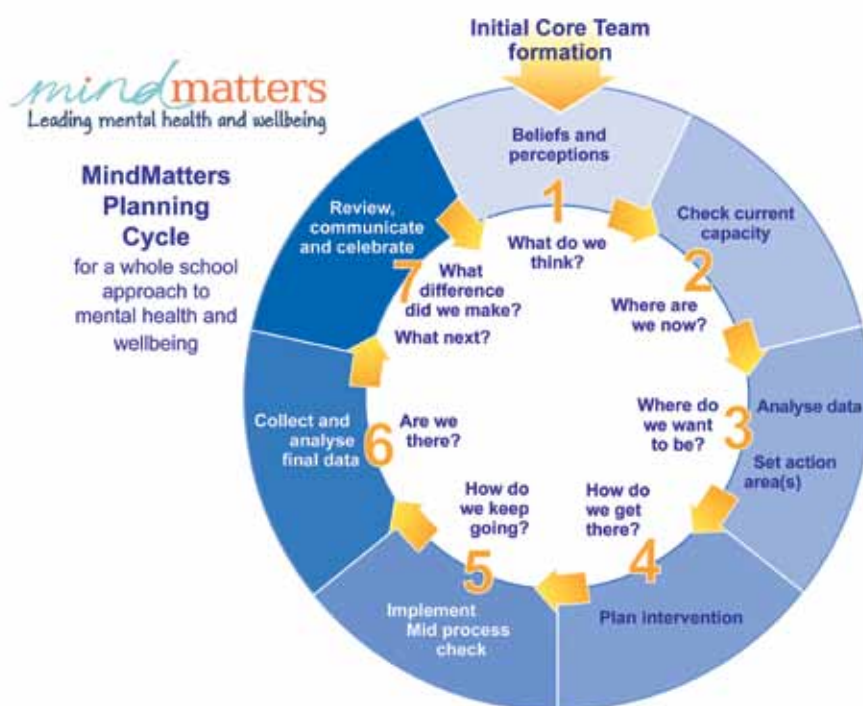 mindmatters
Leading mental health and wellbeing
MindMatters
Planning
Cycle
for a whole school
approach to
mental health and
wellbeing
Initial Core Team
formation
Beliefs and
perceptions
1
What do we
think?
Check current
capacity
2
Where are
we now?
Analyse data
Set action
area(s)
3
Where do
we want
to be?
Plan intervention
4
How do
we get
there?
Implement
Mid process
check
5
How do
we keep
going?
Collect and
analyse
final data
6
Are we
there?
Review,
communicate
and celebrate
7
What
difference
did we make?
What next?